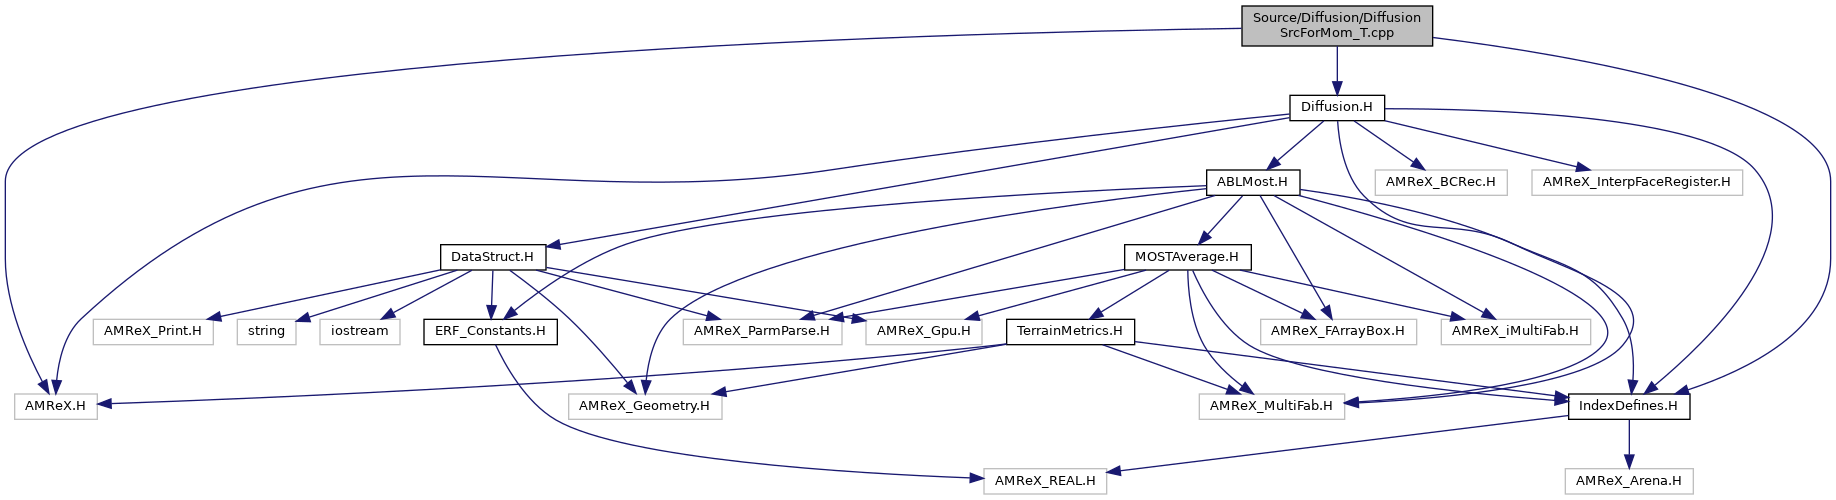 Source/Diffusion/Diffusion
SrcForMom_T.cpp
Diffusion.H
ABLMost.H
AMReX_BCRec.H
AMReX_InterpFaceRegister.H
DataStruct.H
MOSTAverage.H
AMReX_Print.H
string
iostream
ERF_Constants.H
AMReX_ParmParse.H
AMReX_Gpu.H
TerrainMetrics.H
AMReX_FArrayBox.H
AMReX_iMultiFab.H
AMReX.H
AMReX_Geometry.H
AMReX_MultiFab.H
IndexDefines.H
AMReX_REAL.H
AMReX_Arena.H